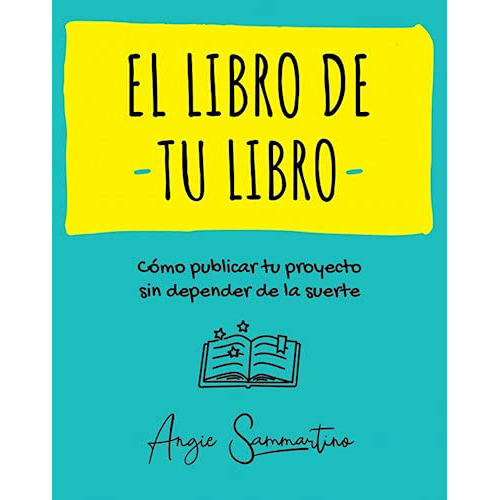 EL LIBRO DE
-TU LIBRO-
Cómo publicar tu proyecto
sin depender de la suerte
Angie Sammartino